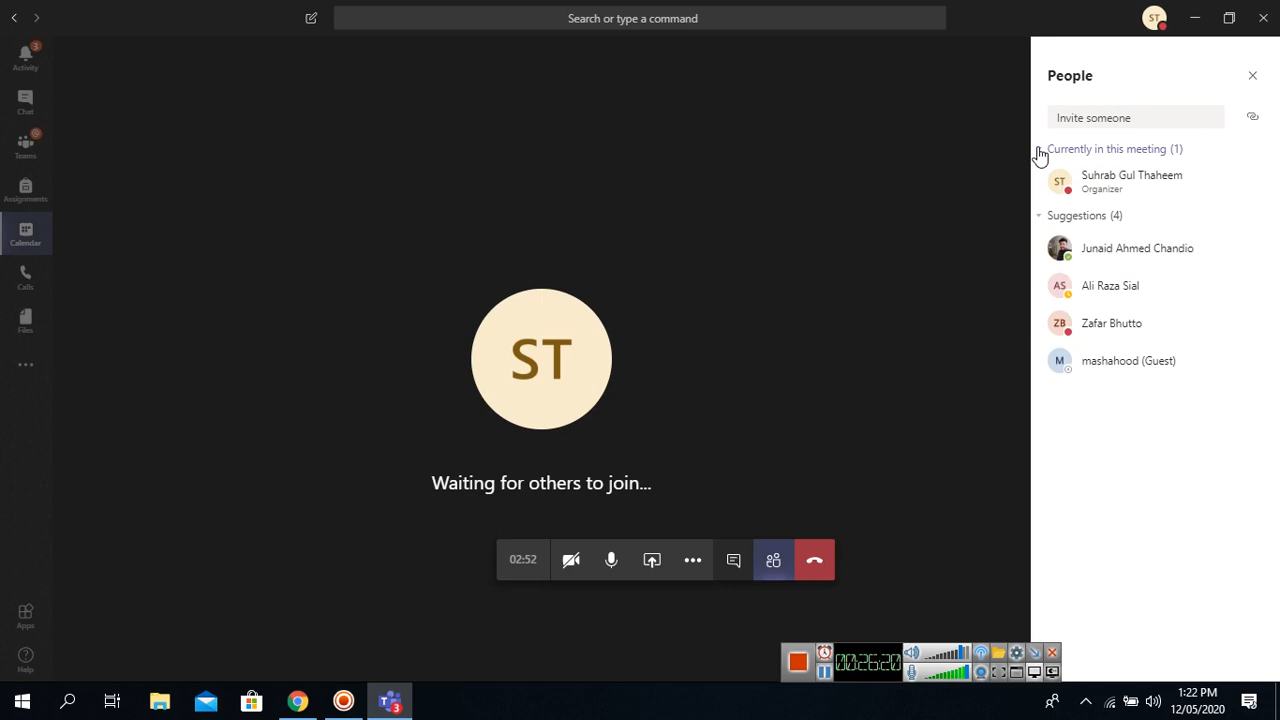 Search or type a command
ST
3
Activity
Chat
Teams
Assignments
Calendar
Calls
Files
Apps
Help
People
Invite someone
Currently in this meeting (1)
ST
Suhrab Gul Thaheem
Organizer
Suggestions (4)
Junaid Ahmed Chandio
AS
Ali Raza Sial
ZB
Zafar Bhutto
M
mashahood (Guest)
ST
Waiting for others to join...
02:52
00:26:20
3
1:22 PM
12/05/2020